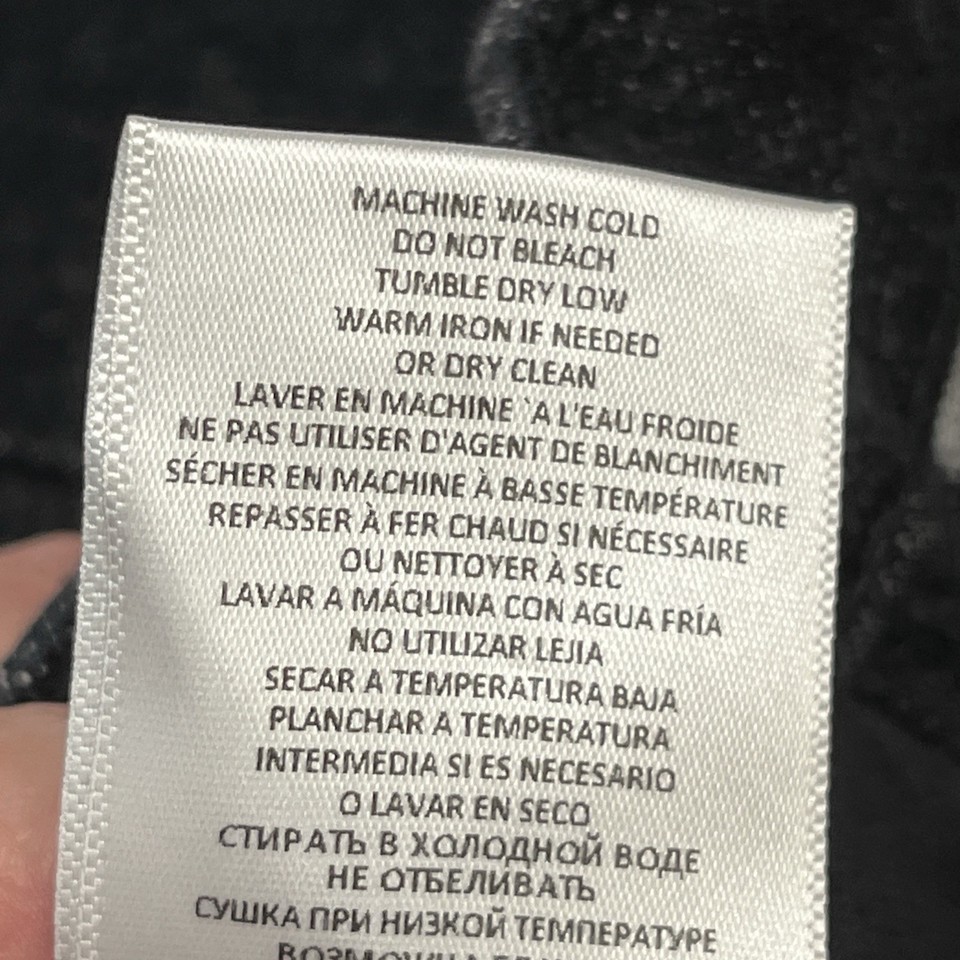 MACHINE WASH COLD
DO NOT BLEACH
TUMBLE DRY LOW
WARM IRON IF NEEDED
OR DRY CLEAN
LAVER EN MACHINE `A L'EAU FROIDE
NE PAS UTILISER D'AGENT DE BLANCHIMENT
SÉCHER EN MACHINE À BASSE TEMPÉRATURE
REPASSER À FER CHAUD SI NÉCESSAIRE
OU NETTOYER À SEC
LAVAR A MÁQUINA CON AGUA FRÍA
NO UTILIZAR LEJIA
SECAR A TEMPERATURA BAJA
PLANCHAR A TEMPERATURA
INTERMEDIA SI ES NECESARIO
O LAVAR EN SECO
СТИРАТЬ В ХОЛОДНОЙ ВОДЕ
НЕ ОТБЕЛИВАТЬ
СУШКА ПРИ НИЗКОЙ ТЕМПЕРАТУРЕ